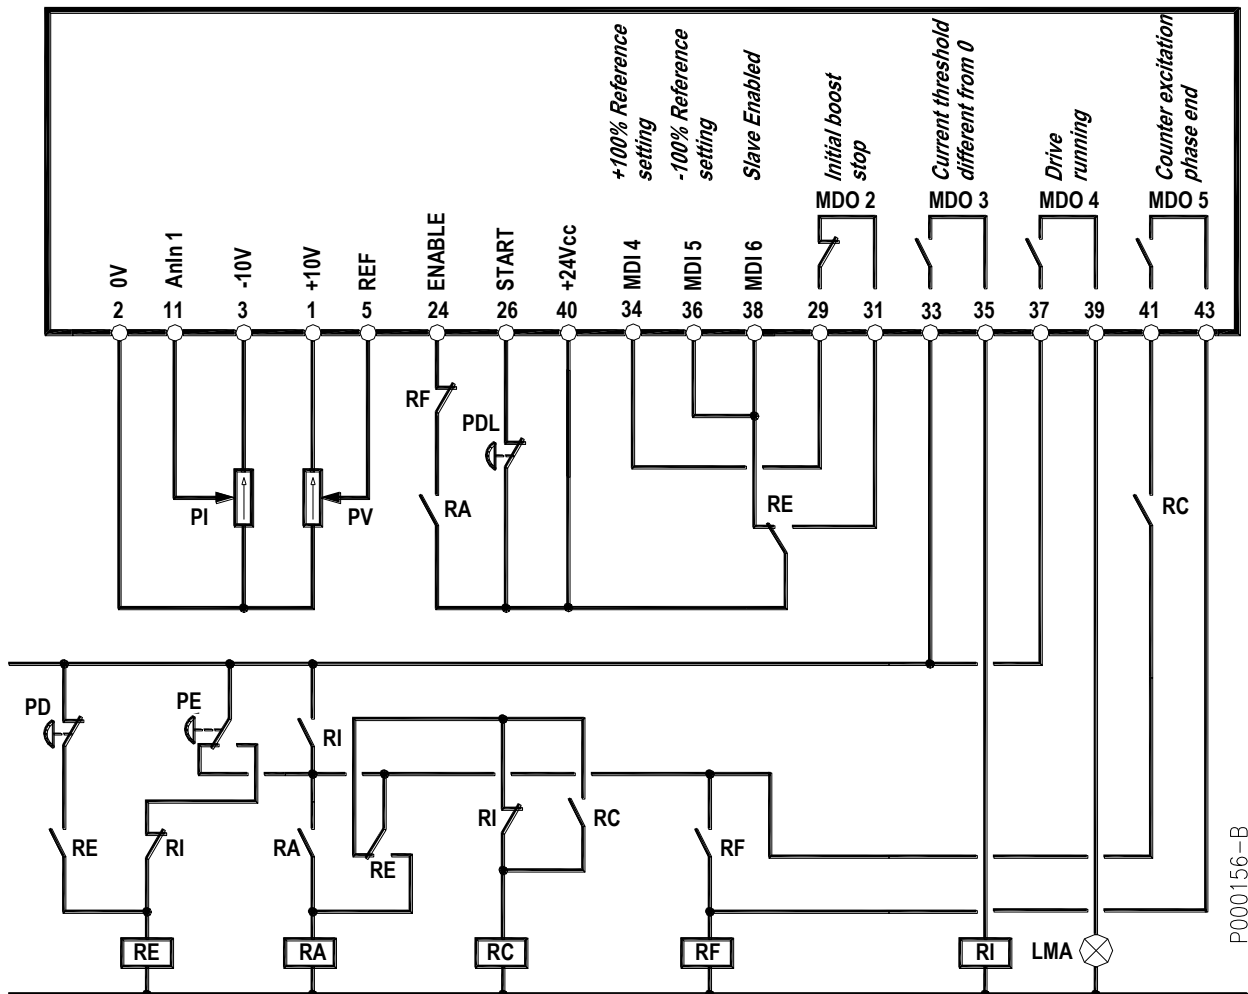 +100% Reference
setting
-100% Reference
setting
Slave Enabled
Initial boost
stop
Current threshold
different from 0
Drive
running
Counter excitation
phase end
MDO 2
MDO 3
MDO 4
MDO 5
0V
AnIn 1
-10V
+10V
REF
ENABLE
START
+24Vcc
MDI 4
MDI 5
MDI 6
2
11
3
1
5
24
26
40
34
36
38
29
31
33
35
37
39
41
43
RF
PDL
PI
PV
RA
RE
RC
PD
PE
RI
RE
RI
RA
RE
RI
RC
RF
RE
RA
RC
RF
RI
LMA
P000156-B